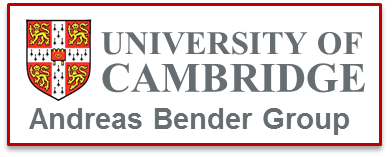 UNIVERSITY OF
CAMBRIDGE
Andreas Bender Group